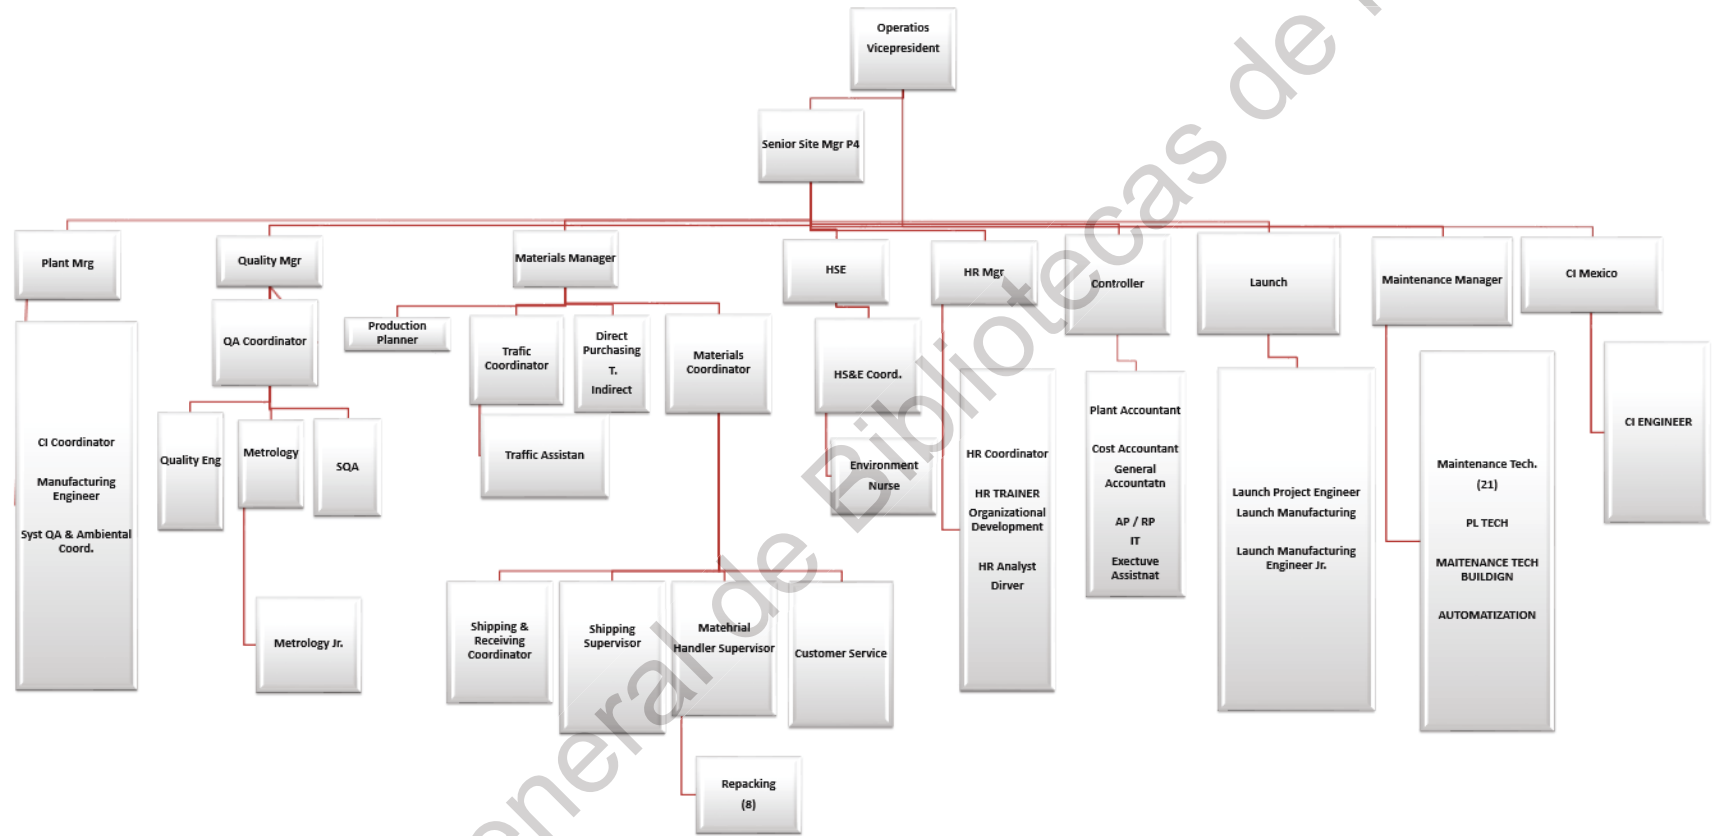 Operatios
Vicepresident
Senior Site Mgr P4
Plant Mrg
Quality Mgr
Materials Manager
HSE
HR Mgr
Controller
Launch
Maintenance Manager
CI Mexico
CI Coordinator
Manufacturing
Engineer
Syst QA & Ambiental
Coord.
QA Coordinator
Quality Eng
Metrology
SQA
Metrology Jr.
Production
Planner
Trafic
Coordinator
Direct
Purchasing
T.
Indirect
Materials
Coordinator
Traffic Assistan
Shipping &
Receiving
Coordinator
Shipping
Supervisor
Matehrial
Handler Supervisor
Customer Service
Repacking
(8)
HS&E Coord.
Environment
Nurse
HR Coordinator
HR TRAINER
Organizational
Development
HR Analyst
Dirver
Plant Accountant
Cost Accountant
General
Accountatn
AP / RP
IT
Exectuve
Assistnat
Launch Project Engineer
Launch Manufacturing
Launch Manufacturing
Engineer Jr.
Maintenance Tech.
(21)
PL TECH
MAITENANCE TECH
BUILDIGN
AUTOMATIZATION
CI ENGINEER
eneral de Bibliotecas de